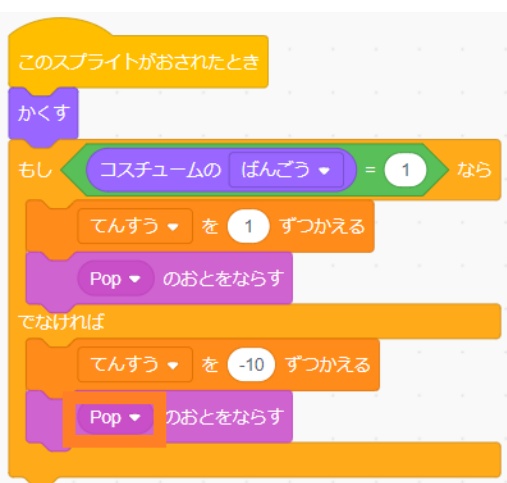 このスプライトがおされたとき
かくす
もし コスチュームの ばんごう = 1 なら
てんすう を 1 ずつかえる
Pop のおとをならす
でなければ
てんすう を -10 ずつかえる
Pop のおとをならす